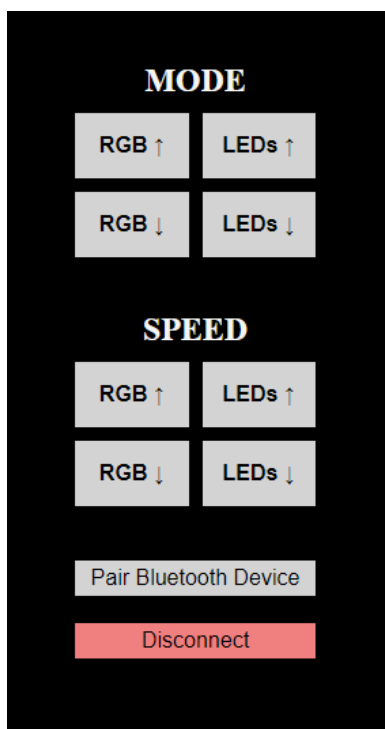 MODE
RGB ↑ LEDs ↑
RGB ↓ LEDs ↓
SPEED
RGB ↑ LEDs ↑
RGB ↓ LEDs ↓
Pair Bluetooth Device
Disconnect